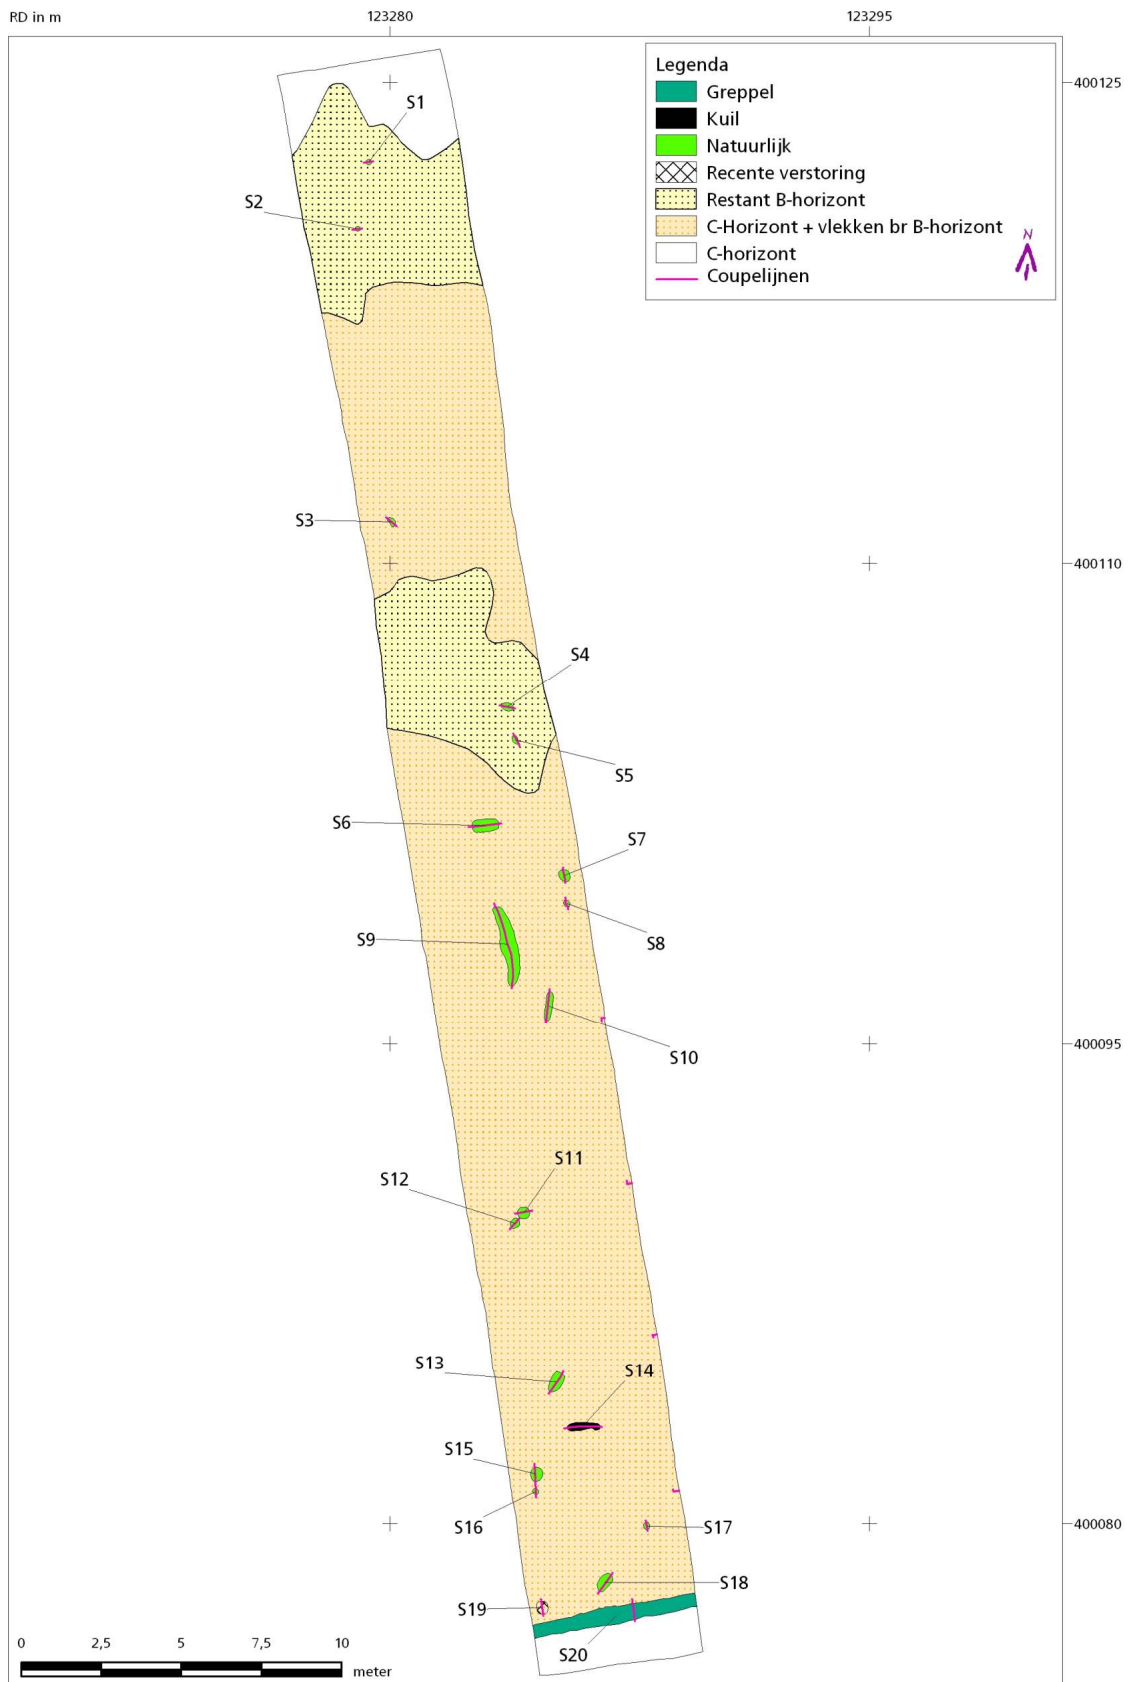 RD in m
123280
123295
Legenda
Greppel
Kuil
Natuurlijk
Recente verstoring
Restant B-horizont
C-Horizont + vlekken br B-horizont
C-horizont
Coupelijnen
N
400125
S1
S2
S3
400110
S4
S5
S6
S7
S8
S9
S10
400095
S11
S12
S13
S14
S15
S16
S17
400080
S18
S19
S20
0 2,5 5 7,5 10
meter